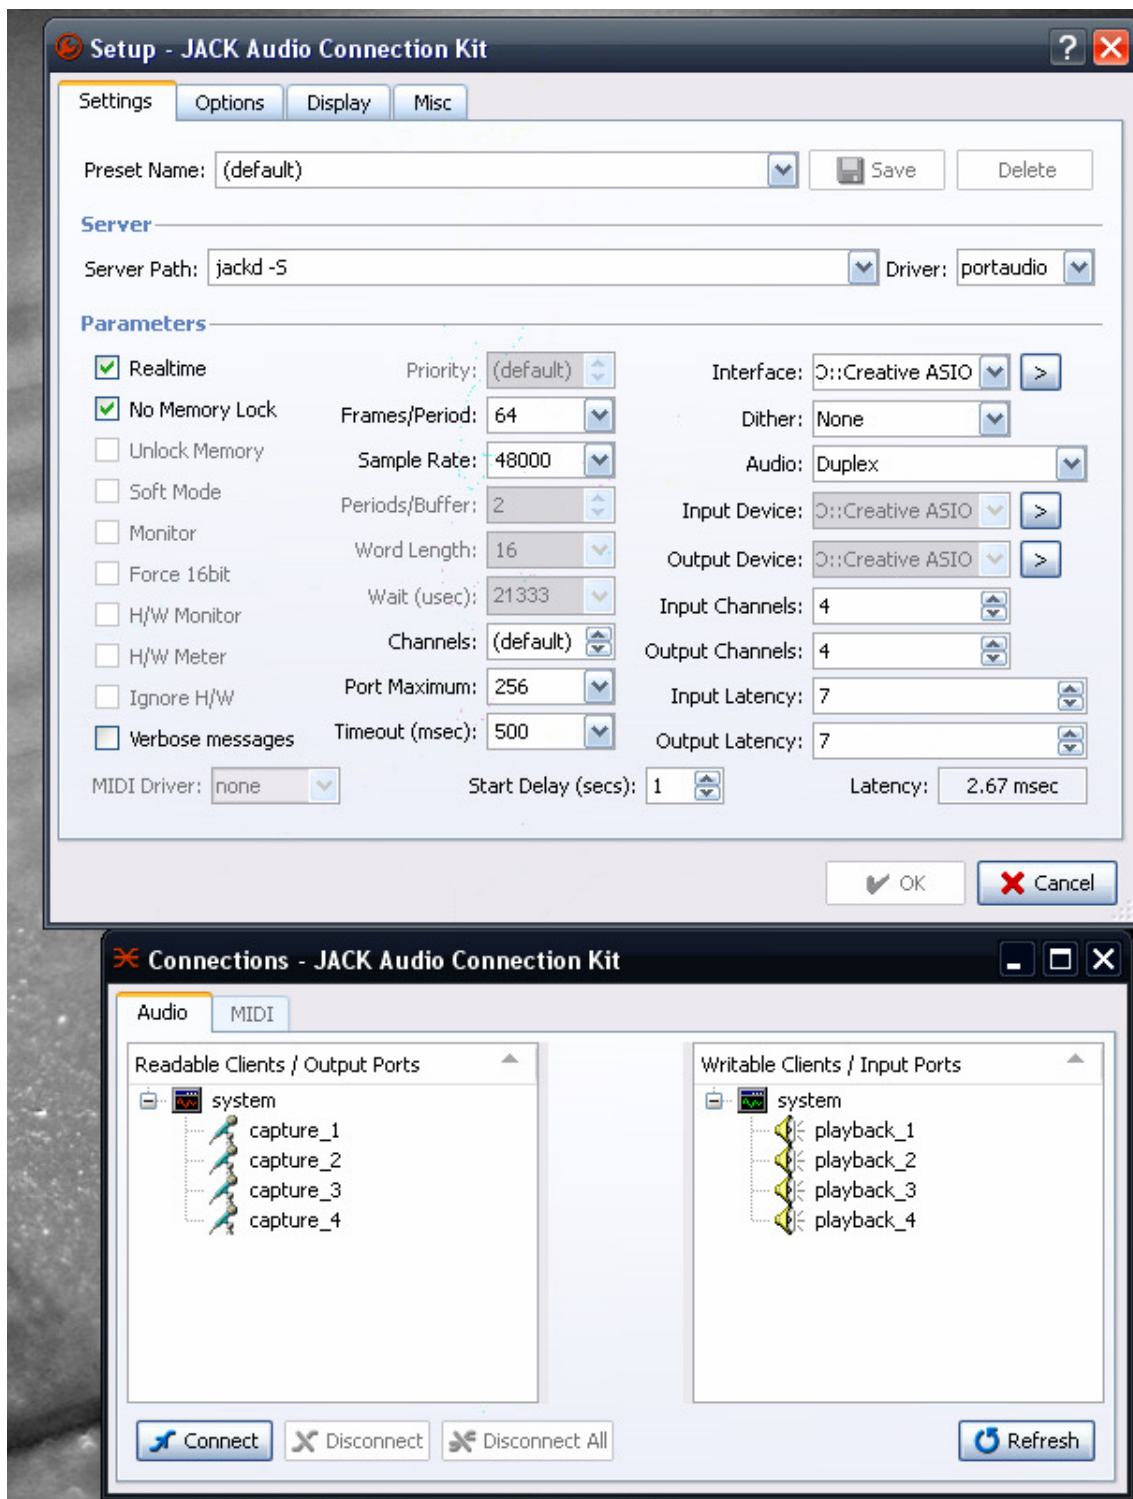 Setup - JACK Audio Connection Kit ?
Settings Options Display Misc
Preset Name: (default) Save Delete
Server
Server Path: jackd -S Driver: portaudio
Parameters
Realtime Priority: (default) Interface: O::Creative ASIO >
No Memory Lock Frames/Period: 64 Dither: None
Unlock Memory Sample Rate: 48000 Audio: Duplex
Soft Mode Periods/Buffer: 2 Input Device: O::Creative ASIO >
Monitor Word Length: 16 Output Device: O::Creative ASIO >
Force 16bit Wait (usec): 21333 Input Channels: 4
H/W Monitor Channels: (default) Output Channels: 4
H/W Meter Port Maximum: 256 Input Latency: 7
Ignore H/W Timeout (msec): 500 Output Latency: 7
Verbose messages
MIDI Driver: none Start Delay (secs): 1 Latency: 2.67 msec
OK Cancel
Connections - JACK Audio Connection Kit
Audio MIDI
Readable Clients / Output Ports Writable Clients / Input Ports
system system
capture_1 playback_1
capture_2 playback_2
capture_3 playback_3
capture_4 playback_4
Connect Disconnect Disconnect All Refresh